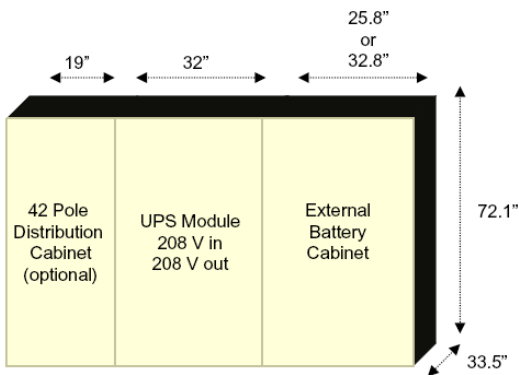 25.8”
or
32.8”
19”
32”
42 Pole
Distribution
Cabinet
(optional)
UPS Module
208 V in
208 V out
External
Battery
Cabinet
72.1”
33.5”